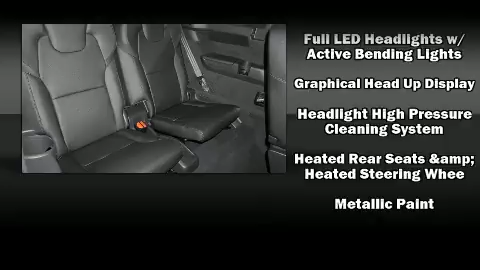 Full LED Headlights w/
Active Bending Lights
Graphical Head Up Display
Headlight High Pressure
Cleaning System
Heated Rear Seats &amp;
Heated Steering Whee
Metallic Paint